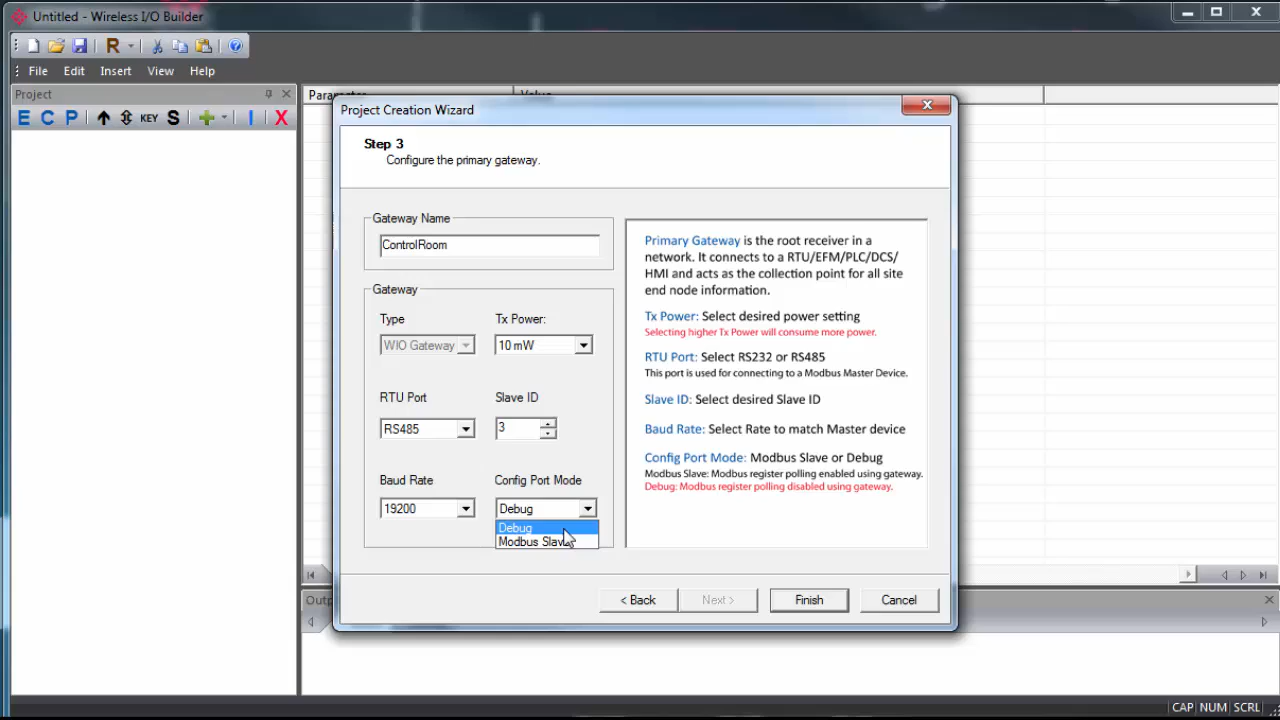 Untitled - Wireless I/O Builder
R
File Edit Insert View Help
Project
E C P KEY S I X
Parameter Value
Project Creation Wizard
Step 3
Configure the primary gateway.
Gateway Name
ControlRoom
Gateway
Type Tx Power:
WIO Gateway 10 mW
RTU Port Slave ID
RS485 3
Baud Rate Config Port Mode
19200 Debug
Debug
Modbus Slave
Primary Gateway is the root receiver in a
network. It connects to a RTU/EFM/PLC/DCS/
HMI and acts as the collection point for all site
end node information.
Tx Power: Select desired power setting
Selecting higher Tx Power will consume more power.
RTU Port: Select RS232 or RS485
This port is used for connecting to a Modbus Master Device.
Slave ID: Select desired Slave ID
Baud Rate: Select Rate to match Master device
Config Port Mode: Modbus Slave or Debug
Modbus Slave: Modbus register polling enabled using gateway.
Debug: Modbus register polling disabled using gateway.
< Back Next > Finish Cancel
Outp
CAP NUM SCRL